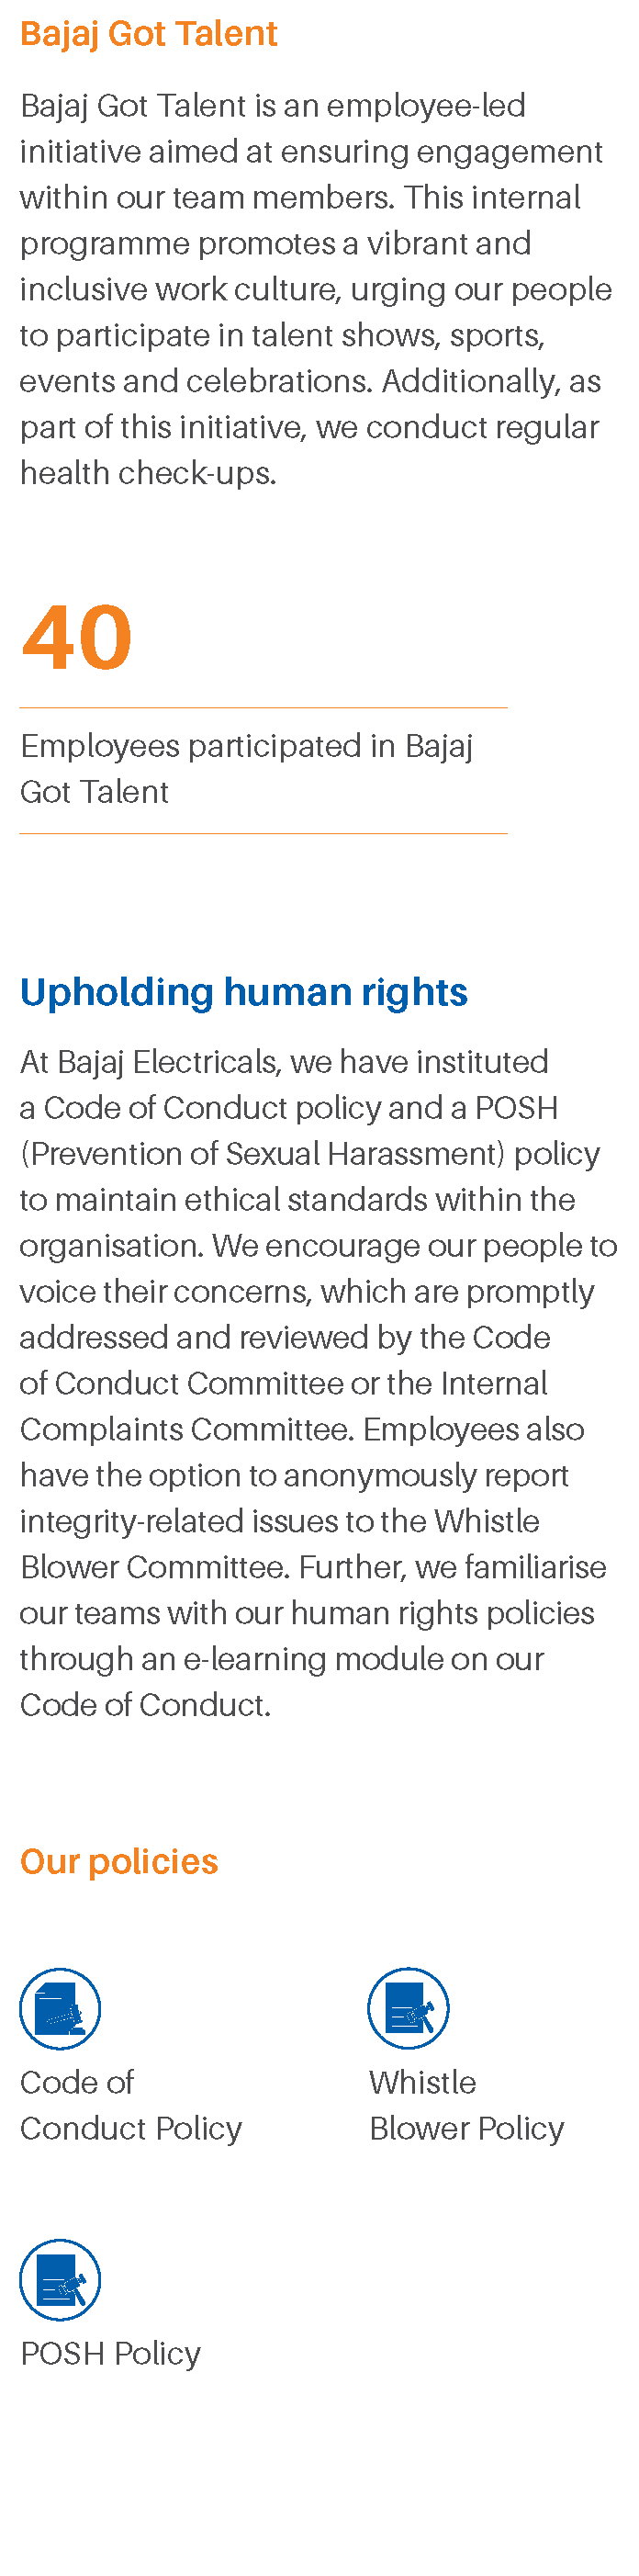 Bajaj Got Talent
Bajaj Got Talent is an employee-led
initiative aimed at ensuring engagement
within our team members. This internal
programme promotes a vibrant and
inclusive work culture, urging our people
to participate in talent shows, sports,
events and celebrations. Additionally, as
part of this initiative, we conduct regular
health check-ups.
40
Employees participated in Bajaj
Got Talent
Upholding human rights
At Bajaj Electricals, we have instituted
a Code of Conduct policy and a POSH
(Prevention of Sexual Harassment) policy
to maintain ethical standards within the
organisation. We encourage our people to
voice their concerns, which are promptly
addressed and reviewed by the Code
of Conduct Committee or the Internal
Complaints Committee. Employees also
have the option to anonymously report
integrity-related issues to the Whistle
Blower Committee. Further, we familiarise
our teams with our human rights policies
through an e-learning module on our
Code of Conduct.
Our policies
Code of
Conduct Policy
Whistle
Blower Policy
POSH Policy